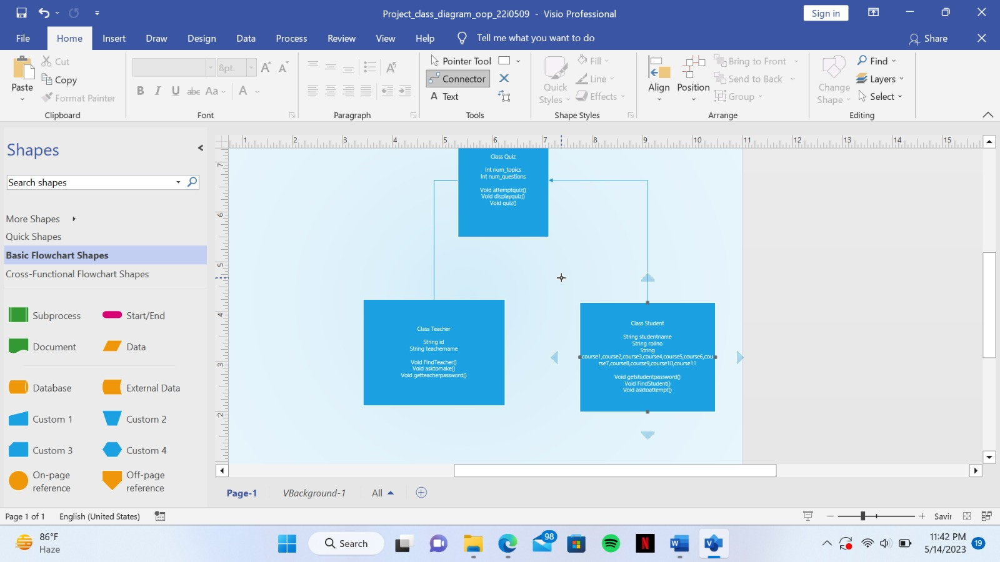 Project_class_diagram_oop_22i0509 - Visio Professional
Sign in
File Home Insert Draw Design Data Process Review View Help Tell me what you want to do
Share
Paste
Cut
Copy
Format Painter
Clipboard
8pt.
A A
B I U abc Aa A
Font
A
Paragraph
Pointer Tool
Connector
A Text
Tools
Quick Styles
Fill
Line
Effects
Shape Styles
Align
Position
Bring to Front
Send to Back
Group
Arrange
Change Shape
Find
Layers
Select
Editing
Shapes
Search shapes
More Shapes
Quick Shapes
Basic Flowchart Shapes
Cross-Functional Flowchart Shapes
Subprocess
Start/End
Document
Data
Database
External Data
Custom 1
Custom 2
Custom 3
Custom 4
On-page reference
Off-page reference
1 2 3 4 5 6 7 8 9 10 11 12 13 14 15
7
6
5
4
3
2
Class Quiz
Int num_topics
Int num_questions
Void attemptquiz()
Void displayquiz()
Void quiz()
Class Teacher
String id
String teachername
Void FindTeacher()
Void asktomake()
Void getteacherpassword()
Class Student
String studentname
String rollno
String
course1,course2,course3,course4,course5,course6,cou
rse7,course8,course9,course10,course11
Void getstudentpassword()
Void FindStudent()
Void asktoattempt()
Page-1 VBackground-1 All
Page 1 of 1 English (United States)
Savir
86°F
Haze
Search
98
W
N
W
V
11:42 PM
5/14/2023
19